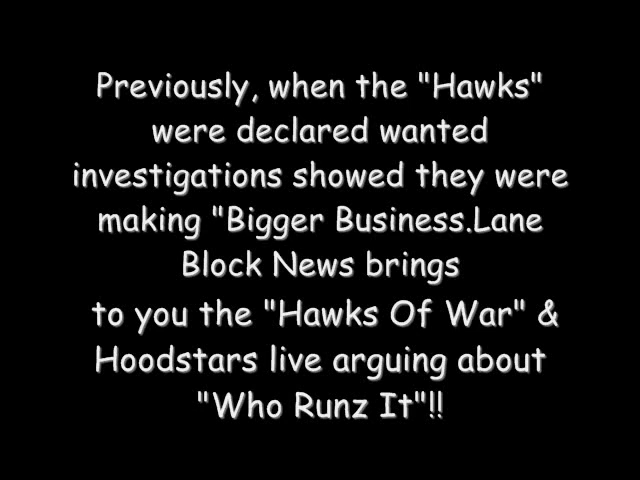 Previously, when the "Hawks"
were declared wanted
investigations showed they were
making "Bigger Business.Lane
Block News brings
to you the "Hawks Of War" &
Hoodstars live arguing about
"Who Runz It"!!